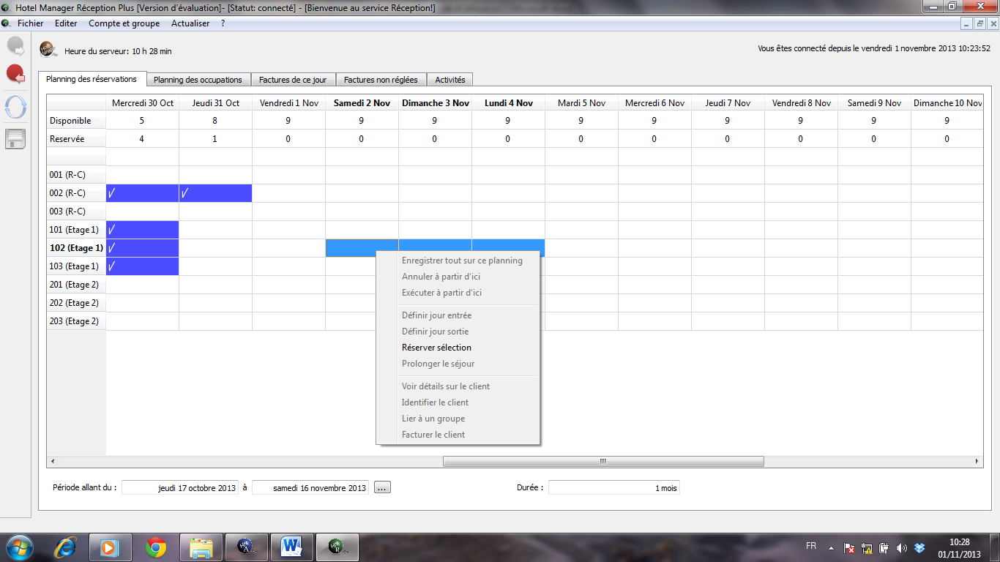 Hotel Manager Réception Plus [Version d'évaluation]- [Statut: connecté] - [Bienvenue au service Réception!]
Fichier Editer Compte et groupe Actualiser ?
Heure du serveur: 10 h 28 min
Vous êtes connecté depuis le vendredi 1 novembre 2013 10:23:52
Planning des réservations Planning des occupations Factures de ce jour Factures non réglées Activités
Mercredi 30 Oct Jeudi 31 Oct Vendredi 1 Nov Samedi 2 Nov Dimanche 3 Nov Lundi 4 Nov Mardi 5 Nov Mercredi 6 Nov Jeudi 7 Nov Vendredi 8 Nov Samedi 9 Nov Dimanche 10 Nov
Disponible 5 8 9 9 9 9 9 9 9 9 9 9
Reservée 4 1 0 0 0 0 0 0 0 0 0 0
001 (R-C)
002 (R-C)
003 (R-C)
101 (Etage 1)
102 (Etage 1)
103 (Etage 1)
201 (Etage 2)
202 (Etage 2)
203 (Etage 2)
Enregistrer tout sur ce planning
Annuler à partir d'ici
Exécuter à partir d'ici
Définir jour entrée
Définir jour sortie
Réserver sélection
Prolonger le séjour
Voir détails sur le client
Identifier le client
Lier à un groupe
Facturer le client
Période allant du : jeudi 17 octobre 2013 à samedi 16 novembre 2013 ... Durée : 1 mois
FR
10:28
01/11/2013